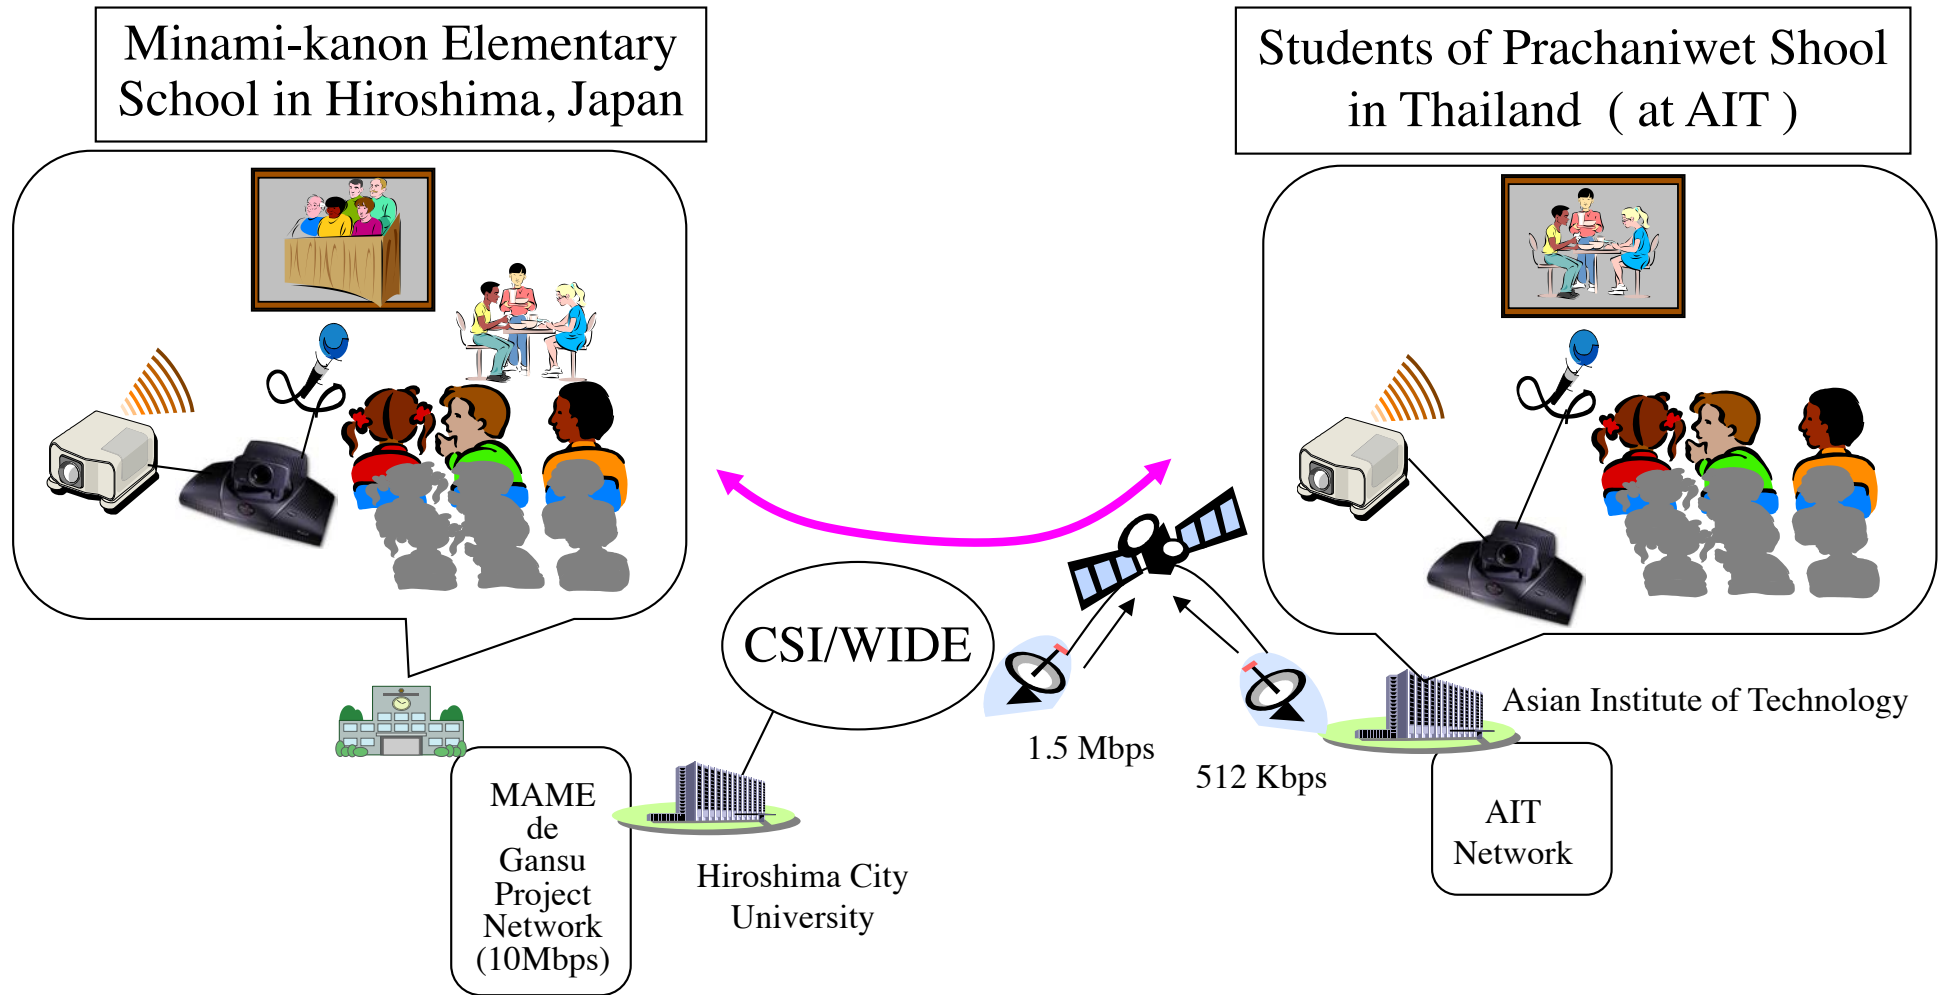 Minami-kanon Elementary
School in Hiroshima, Japan
Students of Prachaniwet Shool
in Thailand ( at AIT )
CSI/WIDE
1.5 Mbps
512 Kbps
Asian Institute of Technology
MAME
de
Gansu
Project
Network
(10Mbps)
Hiroshima City
University
AIT
Network